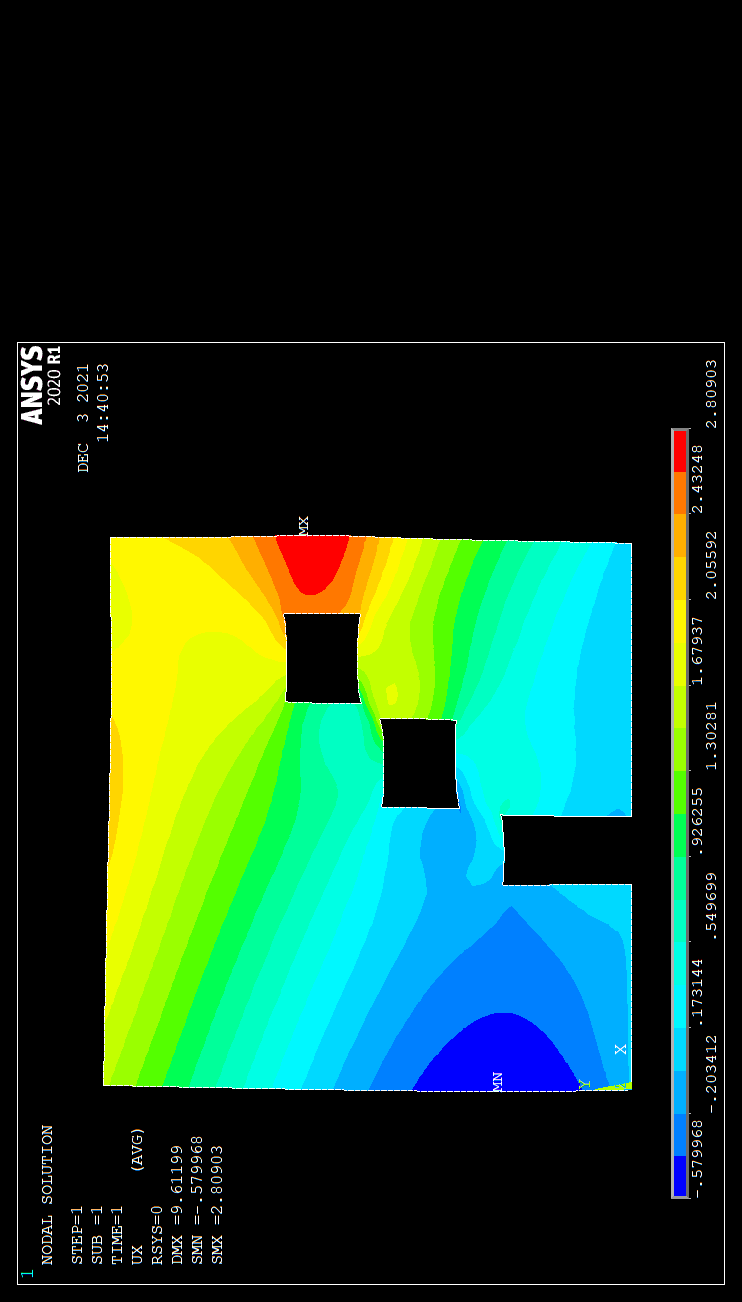 1
NODAL SOLUTION
STEP=1
SUB =1
TIME=1
UX (AVG)
RSYS=0
DMX =9.61199
SMN =-.579968
SMX =2.80903
ANSYS
2020 R1
DEC 3 2021
14:40:53
MX
MN
Y
X
-.579968
-.203412
.173144
.549699
.926255
1.30281
1.67937
2.05592
2.43248
2.80903